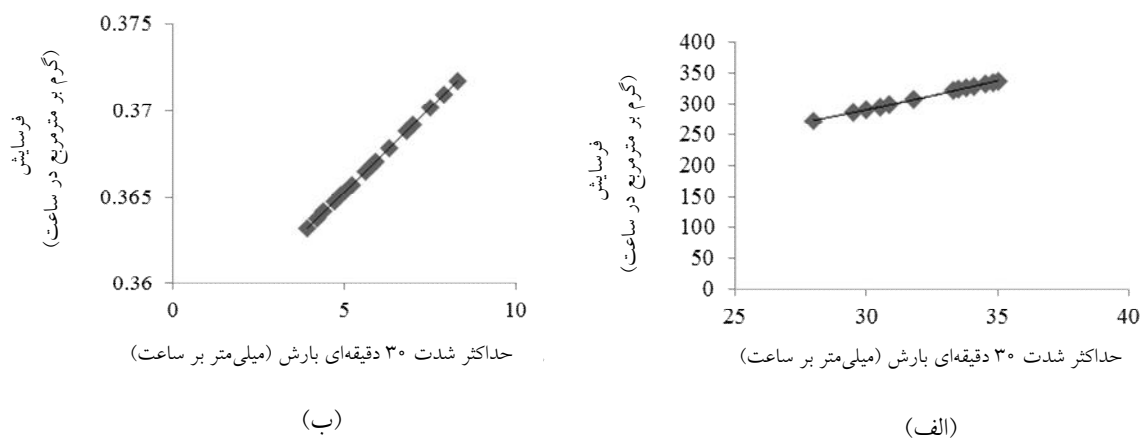 400
350
300
250
200
150
100
50
0
25
30
35
40
فرسایش
(گرم بر مترمربع در ساعت)
حداکثر شدت ۳۰ دقیقه‌ای بارش (میلی‌متر بر ساعت)
(الف)
0.375
0.37
0.365
0.36
0
5
10
فرسایش
(گرم بر مترمربع در ساعت)
حداکثر شدت ۳۰ دقیقه‌ای بارش (میلی‌متر بر ساعت)
(ب)